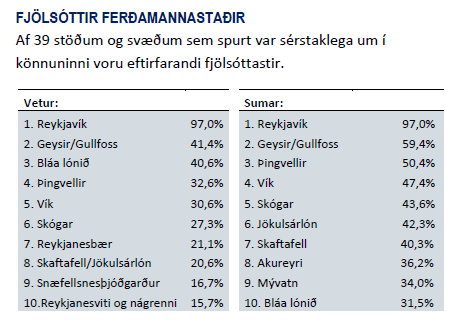 FJÖLSÓTTIR FERÐAMANNASTAÐIR
Af 39 stöðum og svæðum sem spurt var sérstaklega um í
könnuninni voru eftirfarandi fjölsóttastir.
Vetur:
1. Reykjavík 97,0%
2. Geysir/Gullfoss 41,4%
3. Bláa lónið 40,6%
4. Þingvellir 32,6%
5. Vík 30,6%
6. Skógar 27,3%
7. Reykjanesbær 21,1%
8. Skaftafell/Jökulsárlón 20,6%
9. Snæfellsnesþjóðgarður 16,7%
10.Reykjanesviti og nágrenni 15,7%
Sumar:
1. Reykjavík 97,0%
2. Geysir/Gullfoss 59,4%
3. Þingvellir 50,4%
4. Vík 47,4%
5. Skógar 43,6%
6. Jökulsárlón 42,3%
7. Skaftafell 40,3%
8. Akureyri 36,2%
9. Mývatn 34,0%
10. Bláa lónið 31,5%